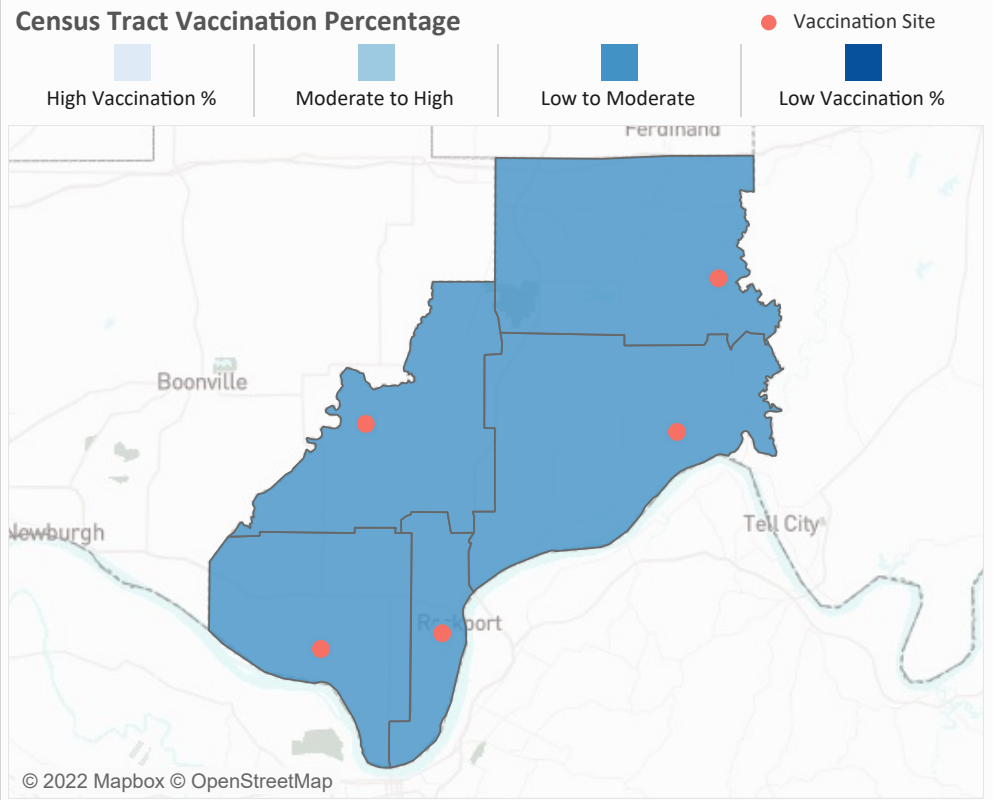 Census Tract Vaccination Percentage
Vaccination Site
High Vaccination %
Moderate to High
Low to Moderate
Low Vaccination %
Ferdinand
Boonville
Newburgh
Tell City
Rockport
© 2022 Mapbox © OpenStreetMap